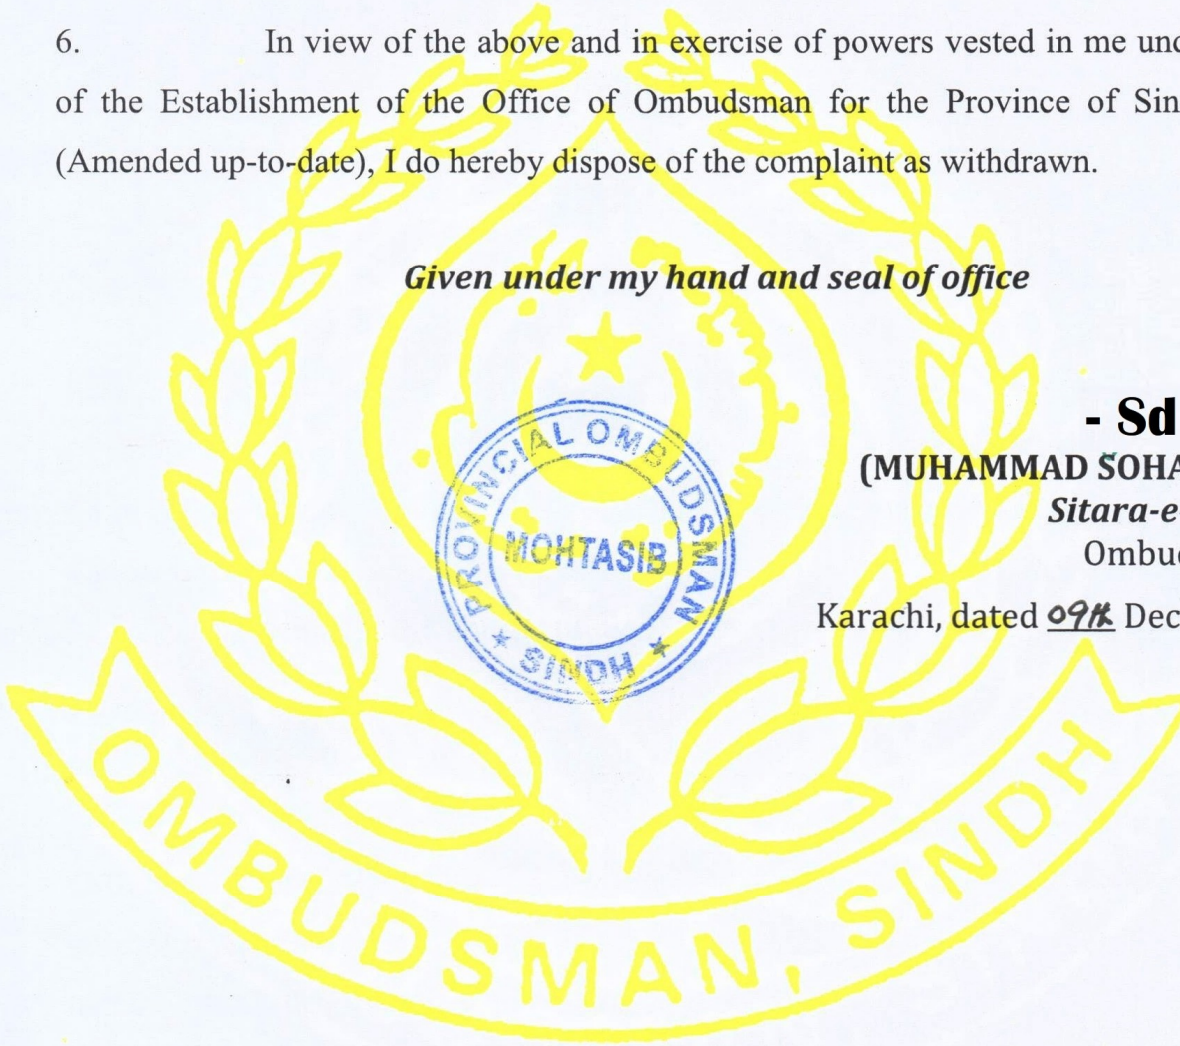 6. In view of the above and in exercise of powers vested in me und
of the Establishment of the Office of Ombudsman for the Province of Sin
(Amended up-to-date), I do hereby dispose of the complaint as withdrawn.
Given under my hand and seal of office
- Sd
(MUHAMMAD SOHA
Sitara-e
Ombud
Karachi, dated 09th Dec
PROVINCIAL OMBUDSMAN
MOHTASIB
★ SINDH ★
OMBUDSMAN, SINDH